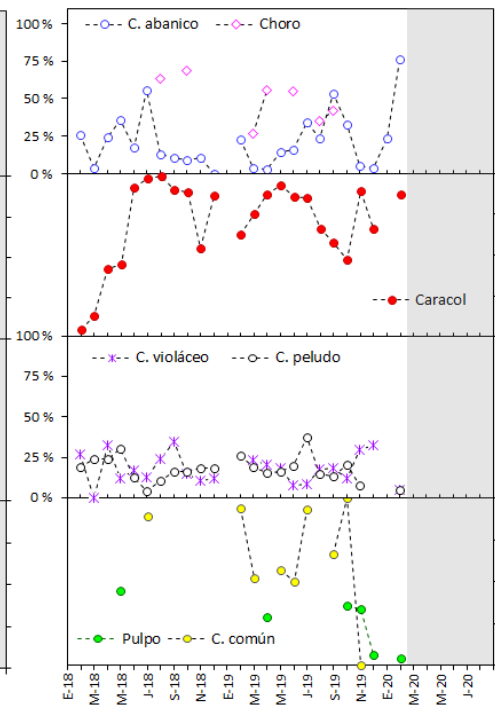 100 %
C. abanico Choro
75 %
50 %
25 %
0 %
Caracol
100 %
C. violáceo C. peludo
75 %
50 %
25 %
0 %
Pulpo C. común
E-18 M-18 M-18 J-18 S-18 N-18 E-19 M-19 M-19 J-19 S-19 N-19 E-20 M-20 M-20 J-20